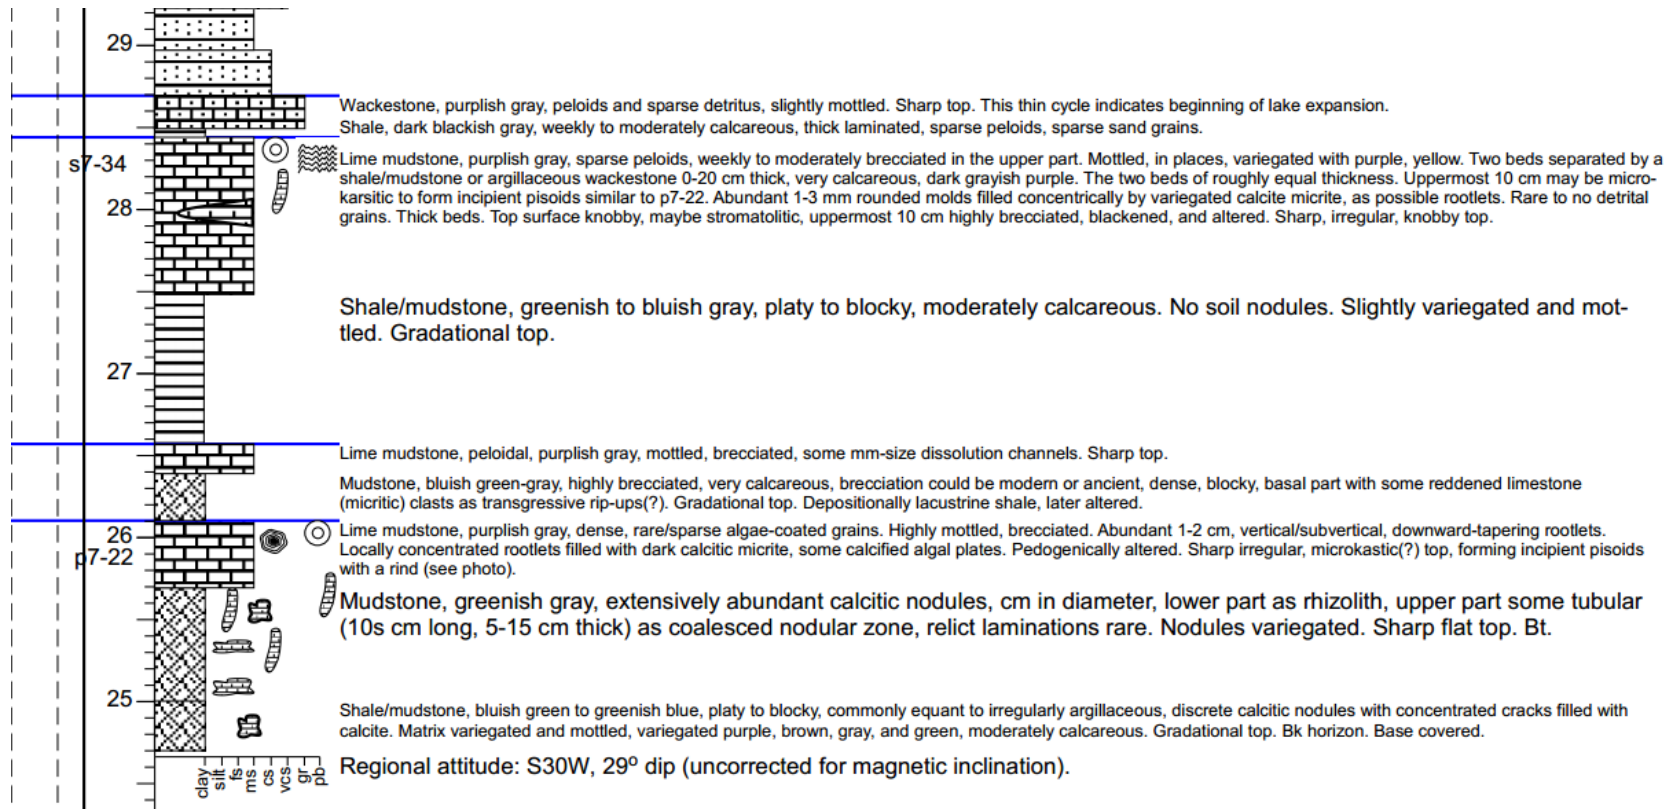 29
Wackestone, purplish gray, peloids and sparse detritus, slightly mottled. Sharp top. This thin cycle indicates beginning of lake expansion.
Shale, dark blackish gray, weekly to moderately calcareous, thick laminated, sparse peloids, sparse sand grains.
s7-34
Lime mudstone, purplish gray, sparse peloids, weekly to moderately brecciated in the upper part. Mottled, in places, variegated with purple, yellow. Two beds separated by a
shale/mudstone or argillaceous wackestone 0-20 cm thick, very calcareous, dark grayish purple. The two beds of roughly equal thickness. Uppermost 10 cm may be micro-
karsitic to form incipient pisoids similar to p7-22. Abundant 1-3 mm rounded molds filled concentrically by variegated calcite micrite, as possible rootlets. Rare to no detrital
grains. Thick beds. Top surface knobby, maybe stromatolitic, uppermost 10 cm highly brecciated, blackened, and altered. Sharp, irregular, knobby top.
28
Shale/mudstone, greenish to bluish gray, platy to blocky, moderately calcareous. No soil nodules. Slightly variegated and mot-
tled. Gradational top.
27
Lime mudstone, peloidal, purplish gray, mottled, brecciated, some mm-size dissolution channels. Sharp top.
Mudstone, bluish green-gray, highly brecciated, very calcareous, brecciation could be modern or ancient, dense, blocky, basal part with some reddened limestone
(micritic) clasts as transgressive rip-ups(?). Gradational top. Depositionally lacustrine shale, later altered.
26
p7-22
Lime mudstone, purplish gray, dense, rare/sparse algae-coated grains. Highly mottled, brecciated. Abundant 1-2 cm, vertical/subvertical, downward-tapering rootlets.
Locally concentrated rootlets filled with dark calcitic micrite, some calcified algal plates. Pedogenically altered. Sharp irregular, microkastic(?) top, forming incipient pisoids
with a rind (see photo).
Mudstone, greenish gray, extensively abundant calcitic nodules, cm in diameter, lower part as rhizolith, upper part some tubular
(10s cm long, 5-15 cm thick) as coalesced nodular zone, relict laminations rare. Nodules variegated. Sharp flat top. Bt.
25
Shale/mudstone, bluish green to greenish blue, platy to blocky, commonly equant to irregularly argillaceous, discrete calcitic nodules with concentrated cracks filled with
calcite. Matrix variegated and mottled, variegated purple, brown, gray, and green, moderately calcareous. Gradational top. Bk horizon. Base covered.
clay
silt
fs
ms
cs
vcs
gr
pb
Regional attitude: S30W, 29º dip (uncorrected for magnetic inclination).